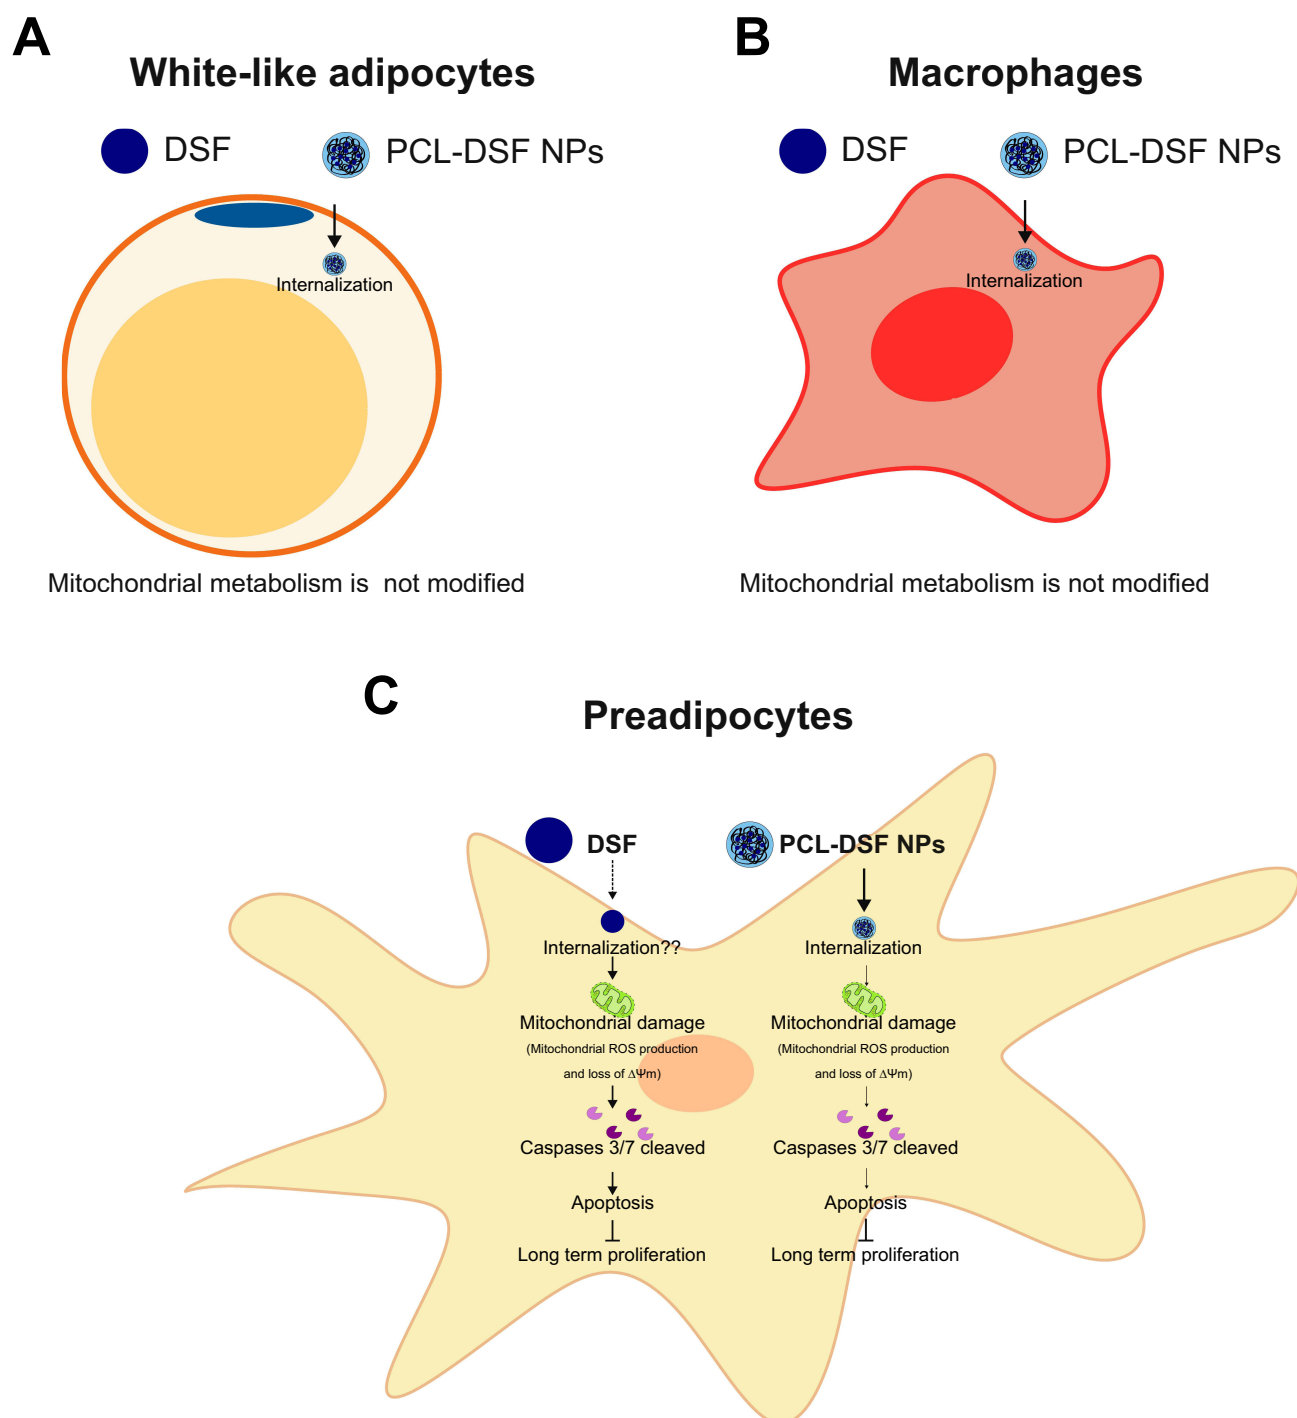 A
White-like adipocytes
DSF
PCL-DSF NPs
Internalization
Mitochondrial metabolism is  not modified
B
Macrophages
DSF
PCL-DSF NPs
Internalization
Mitochondrial metabolism is not modified
C
Preadipocytes
DSF
Internalization??
Mitochondrial damage
(Mitochondrial ROS production
and loss of ΔΨm)
Caspases 3/7 cleaved
Apoptosis
Long term proliferation
PCL-DSF NPs
Internalization
Mitochondrial damage
(Mitochondrial ROS production
and loss of ΔΨm)
Caspases 3/7 cleaved
Apoptosis
Long term proliferation